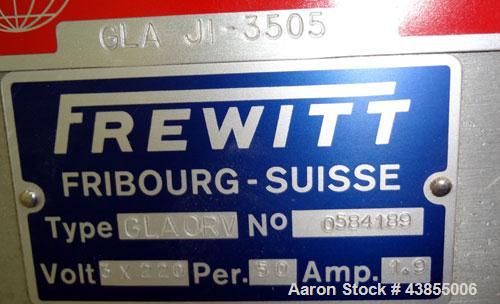 GLA JI-3505
FREWITT
FRIBOURG-SUISSE
Type GLAORV No 0584189
Volt 3X220 Per. 50 Amp. 1.9
Aaron Stock # 43855006